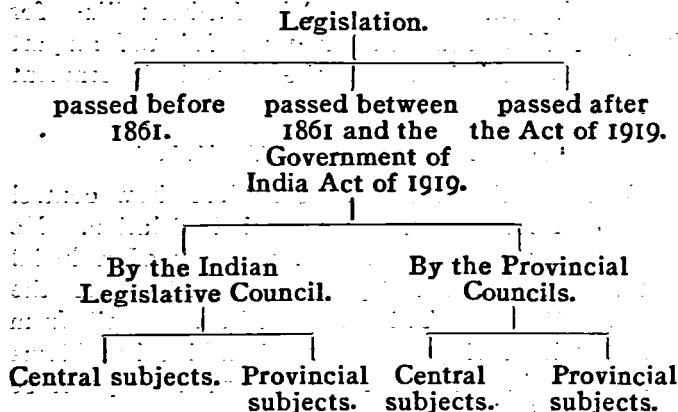 Legislation.
passed before passed between passed after
1861. 1861 and the the Act of 1919.
Government of
India Act of 1919.
By the Indian By the Provincial
Legislative Council. Councils.
Central subjects. Provincial Central Provincial
subjects. subjects. subjects.